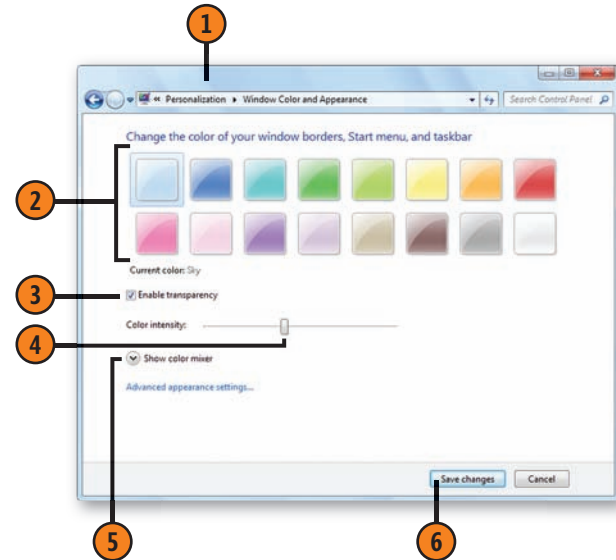 1
« Personalization ▸ Window Color and Appearance
Search Control Panel
Change the color of your window borders, Start menu, and taskbar
2
Current color: Sky
3
Enable transparency
Color intensity:
4
Show color mixer
Advanced appearance settings...
Save changes Cancel
5 6